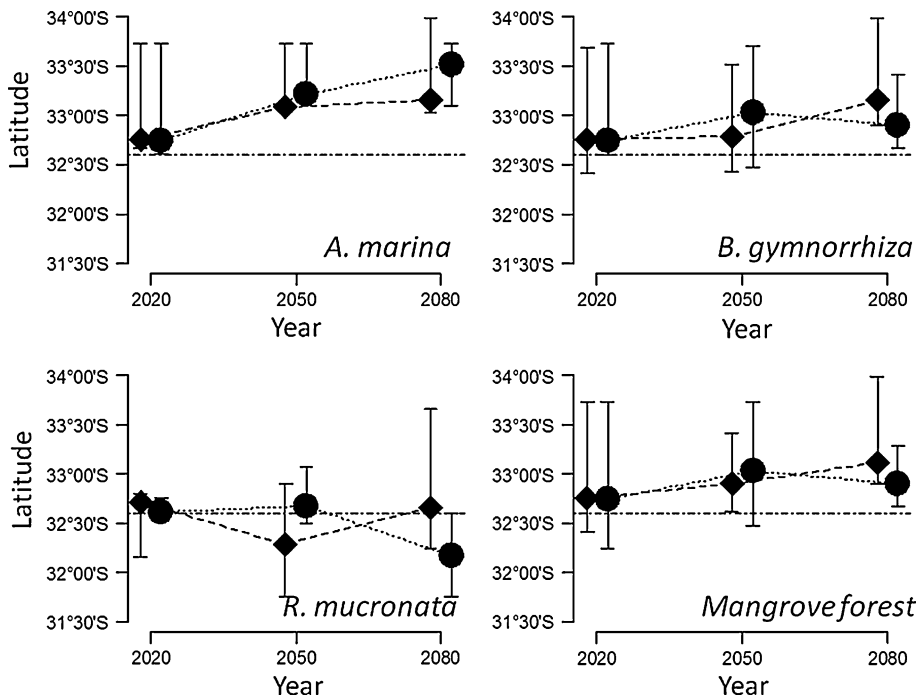 34°00'S
33°30'S
33°00'S
32°30'S
32°00'S
31°30'S
Latitude
A. marina
2020 2050 2080
Year
34°00'S
33°30'S
33°00'S
32°30'S
32°00'S
31°30'S
B. gymnorrhiza
2020 2050 2080
Year
34°00'S
33°30'S
33°00'S
32°30'S
32°00'S
31°30'S
Latitude
R. mucronata
2020 2050 2080
Year
34°00'S
33°30'S
33°00'S
32°30'S
32°00'S
31°30'S
Mangrove forest
2020 2050 2080
Year